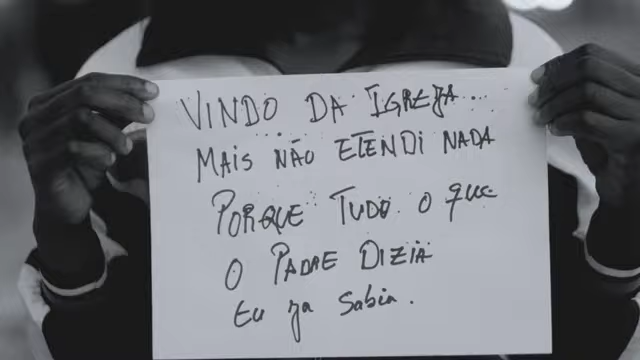 VINDO DA IGREJA...
MAIS NÃO ETENDI NADA
PORQUE TUDO O que
O PADRE DIZIA
Eu ja Sabia.